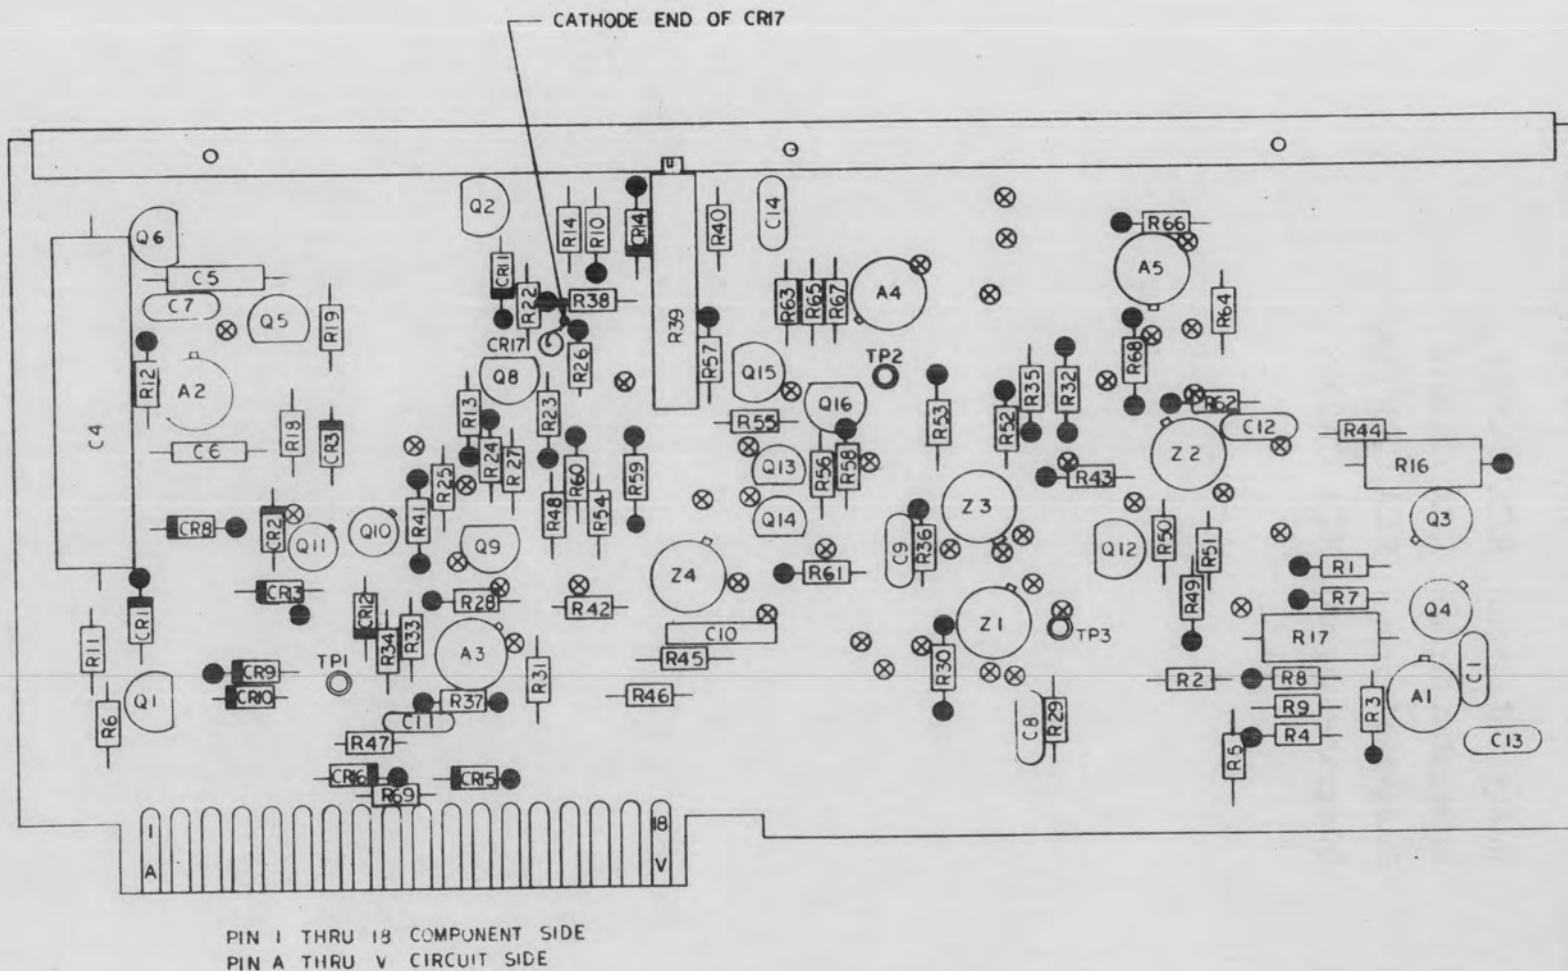 CATHODE END OF CR17
Q2
R14
R10
CR14
R40
C14
R66
Q6
C5
C7
Q5
R19
CR11
R22
R38
R39
R63
R65
R67
A4
A5
R64
CR17
R26
R57
TP2
R68
R12
A2
Q8
Q15
R35
R32
C4
R13
R23
R55
Q16
R53
R52
R62
C12
R18
CR3
C6
R24
R27
R44
R16
R25
R60
R59
Q13
R56
R58
R43
Z2
R41
R48
R54
Q14
Z3
Q3
CR8
CR2
Q11
Q10
Q9
C9
R36
Q12
R50
R51
CR1
CR13
CR12
R28
R42
Z4
R61
R1
R49
R7
Q4
R11
R34
R33
A3
C10
Z1
TP3
R17
TP1
CR9
R31
R45
R30
R2
R8
C1
Q1
CR10
R37
R46
R6
C11
C8
R29
R9
R3
A1
R47
R5
R4
C13
CR16
CR15
R69
1
18
A
V
PIN 1 THRU 18 COMPONENT SIDE
PIN A THRU V CIRCUIT SIDE